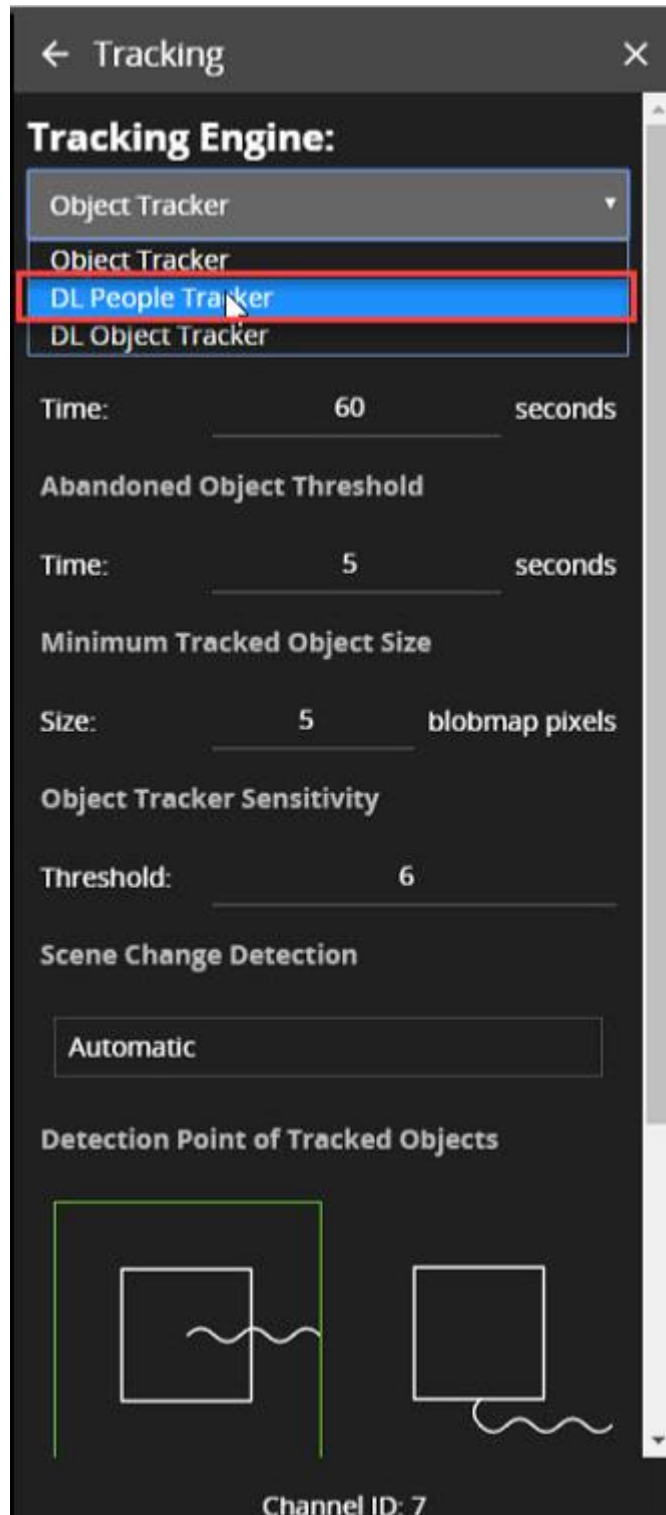 ← Tracking ×
Tracking Engine:
Object Tracker
Object Tracker
DL People Tracker
DL Object Tracker
Time: 60 seconds
Abandoned Object Threshold
Time: 5 seconds
Minimum Tracked Object Size
Size: 5 blobmap pixels
Object Tracker Sensitivity
Threshold: 6
Scene Change Detection
Automatic
Detection Point of Tracked Objects
Channel ID: 7